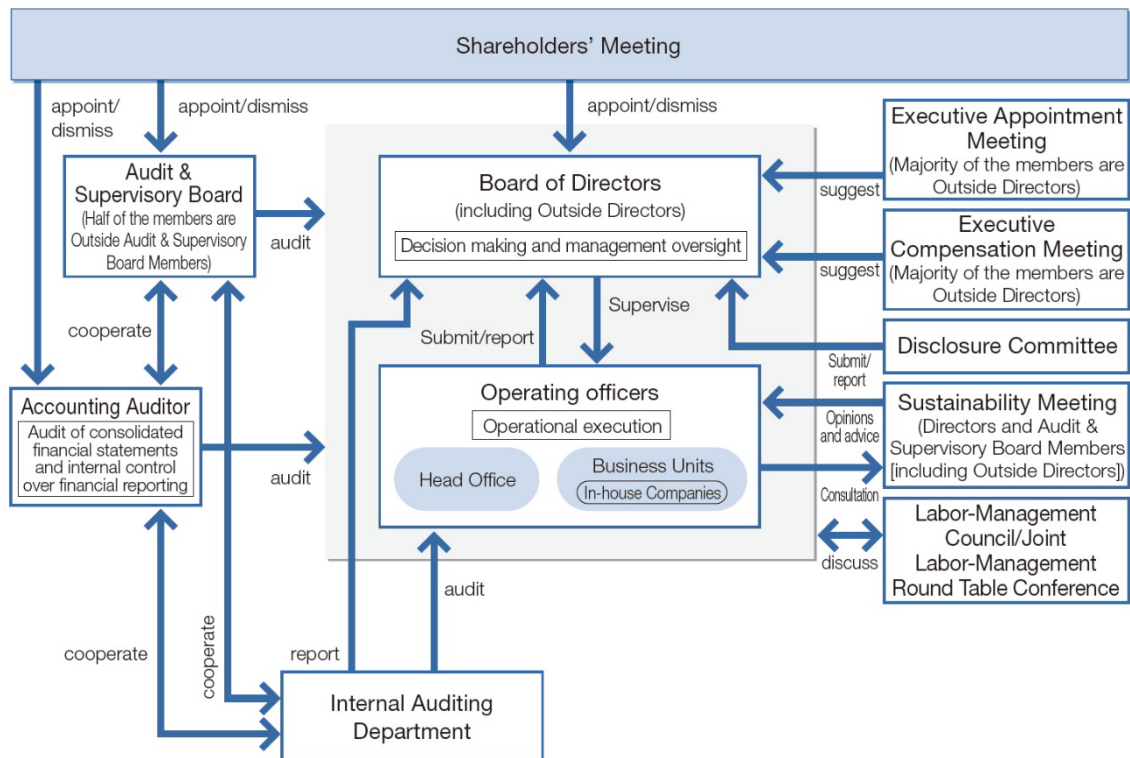 Shareholders' Meeting
appoint/
dismiss
appoint/dismiss
appoint/dismiss
Audit &
Supervisory Board
(Half of the members are
Outside Audit & Supervisory
Board Members)
audit
Board of Directors
(including Outside Directors)
Decision making and management oversight
suggest
Executive Appointment
Meeting
(Majority of the members are
Outside Directors)
suggest
Executive
Compensation Meeting
(Majority of the members are
Outside Directors)
cooperate
Submit/report
Supervise
Disclosure Committee
Submit/
report
Accounting Auditor
Audit of consolidated
financial statements
and internal control
over financial reporting
audit
Operating officers
Operational execution
Head Office
Business Units
In-house Companies
Opinions
and advice
Consultation
Sustainability Meeting
(Directors and Audit &
Supervisory Board Members
[including Outside Directors])
discuss
Labor-Management
Council/Joint
Labor-Management
Round Table Conference
cooperate
cooperate
report
audit
Internal Auditing
Department